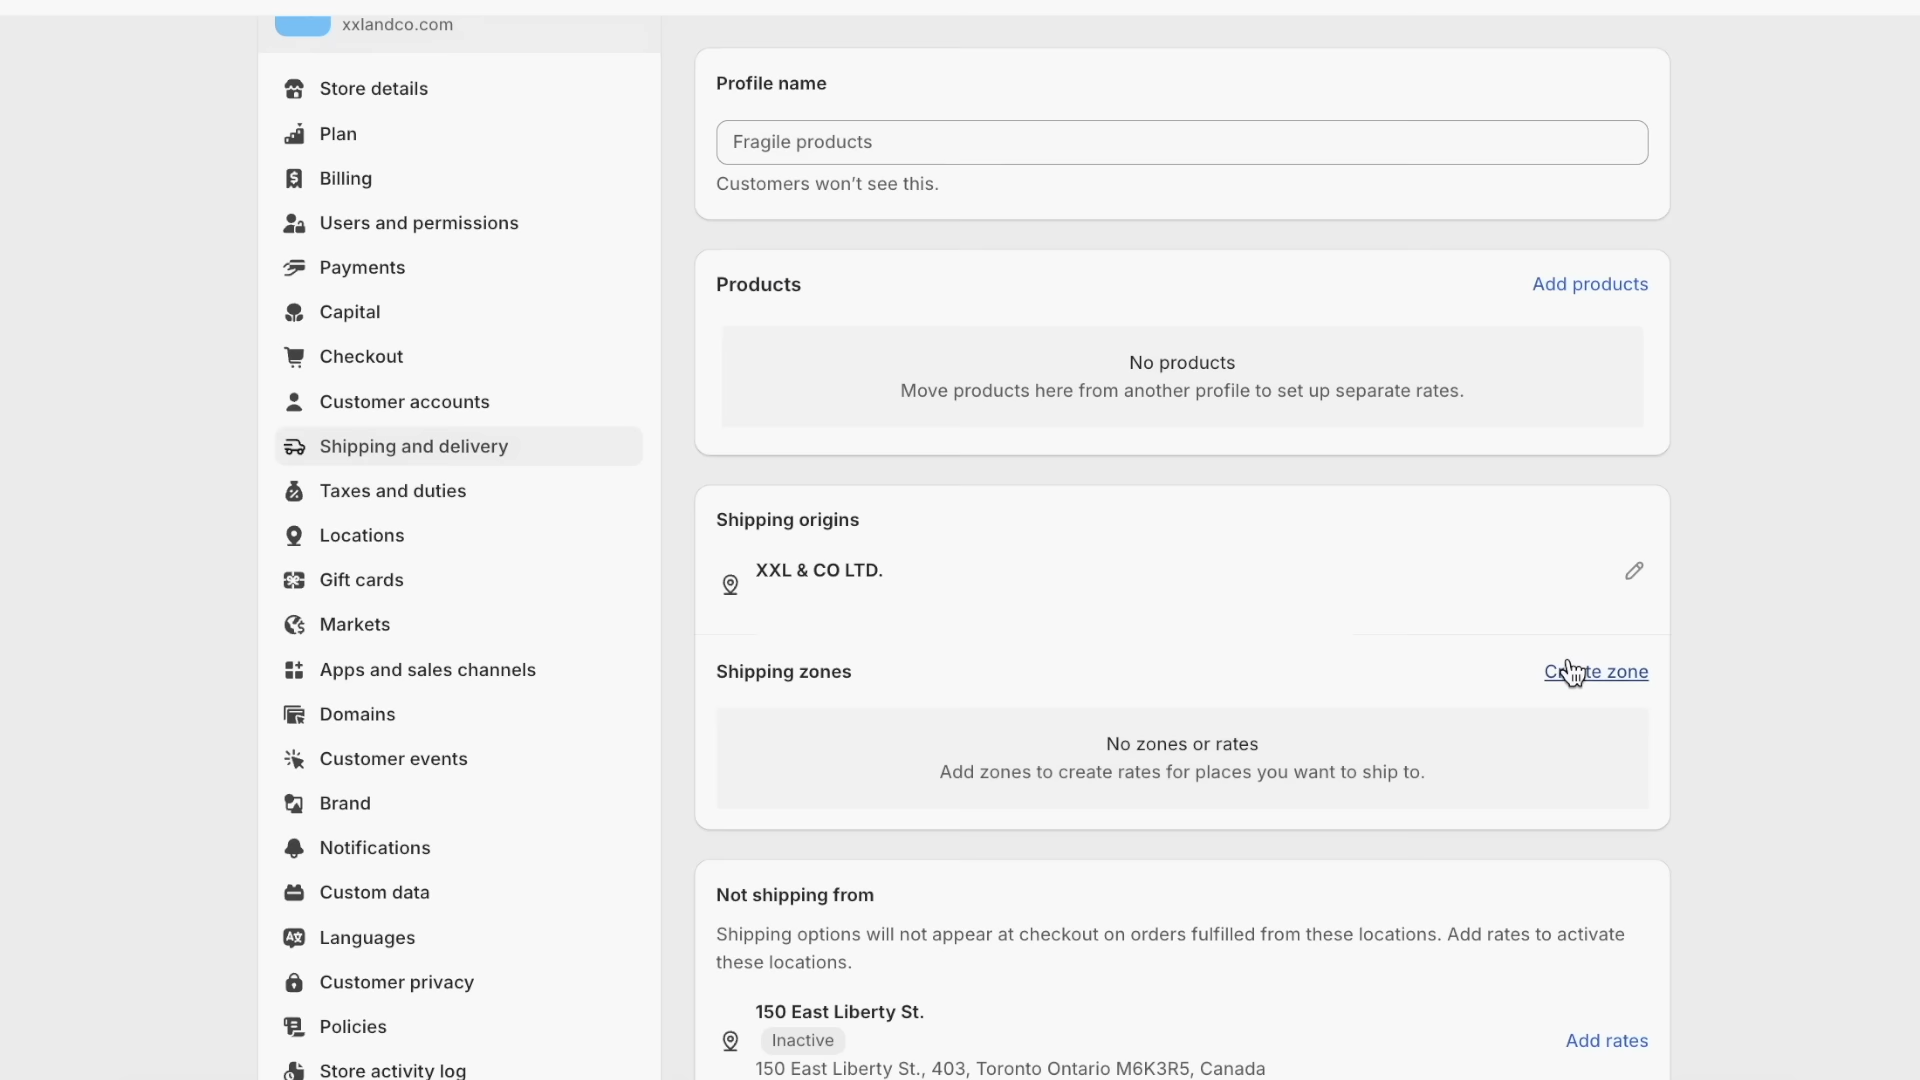 xxlandco.com
Store details
Plan
Billing
Users and permissions
Payments
Capital
Checkout
Customer accounts
Shipping and delivery
Taxes and duties
Locations
Gift cards
Markets
Apps and sales channels
Domains
Customer events
Brand
Notifications
Custom data
Languages
Customer privacy
Policies
Store activity log
Profile name
Fragile products
Customers won’t see this.
Products
Add products
No products
Move products here from another profile to set up separate rates.
Shipping origins
XXL & CO LTD.
Shipping zones
Create zone
No zones or rates
Add zones to create rates for places you want to ship to.
Not shipping from
Shipping options will not appear at checkout on orders fulfilled from these locations. Add rates to activate
these locations.
150 East Liberty St.
Inactive
Add rates
150 East Liberty St., 403, Toronto Ontario M6K3R5, Canada